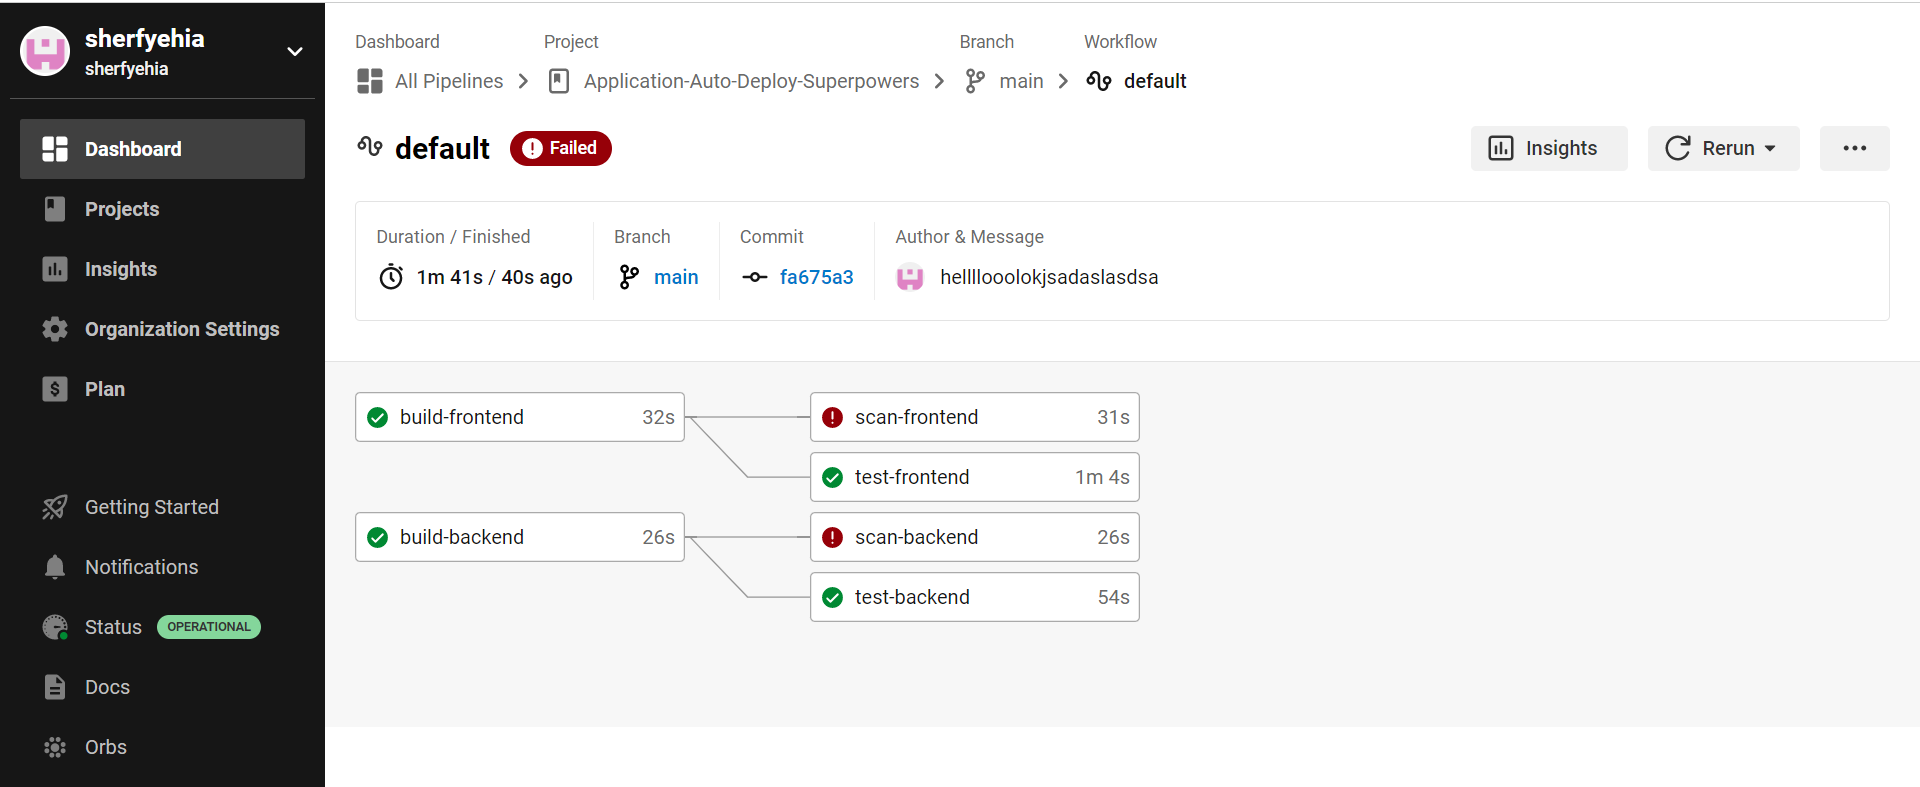 sherfyehia
sherfyehia
Dashboard
Projects
Insights
Organization Settings
Plan
Getting Started
Notifications
Status OPERATIONAL
Docs
Orbs
Dashboard Project Branch Workflow
All Pipelines Application-Auto-Deploy-Superpowers main default
default Failed Insights Rerun
Duration / Finished Branch Commit Author & Message
1m 41s / 40s ago main fa675a3 hellllooolokjsadaslasdsa
build-frontend 32s scan-frontend 31s
test-frontend 1m 4s
build-backend 26s scan-backend 26s
test-backend 54s